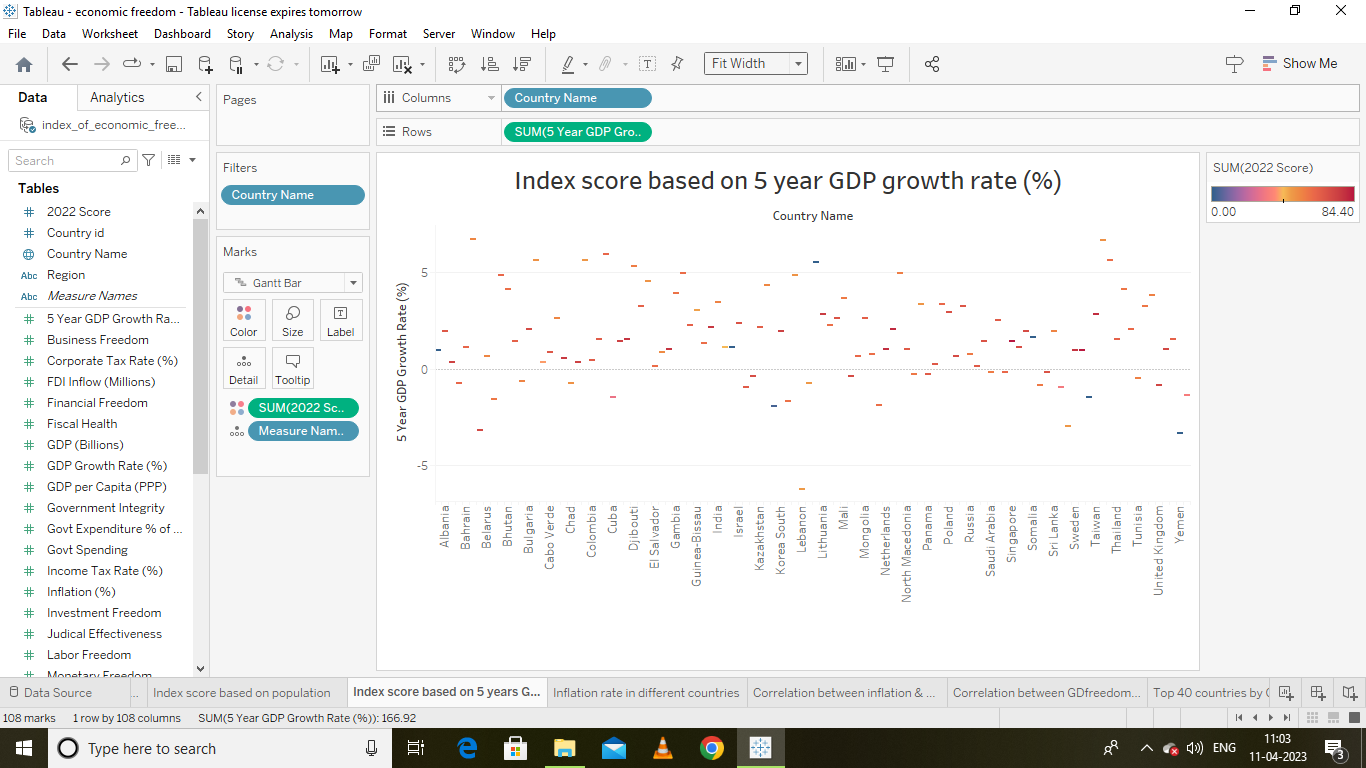 Tableau - economic freedom - Tableau license expires tomorrow
File Data Worksheet Dashboard Story Analysis Map Format Server Window Help
Fit Width
Show Me
Data Analytics
index_of_economic_free...
Search
Tables
2022 Score
Country id
Country Name
Abc Region
Abc Measure Names
5 Year GDP Growth Ra...
Business Freedom
Corporate Tax Rate (%)
FDI Inflow (Millions)
Financial Freedom
Fiscal Health
GDP (Billions)
GDP Growth Rate (%)
GDP per Capita (PPP)
Government Integrity
Govt Expenditure % of ...
Govt Spending
Income Tax Rate (%)
Inflation (%)
Investment Freedom
Judical Effectiveness
Labor Freedom
Monetary Freedom
Pages
Filters
Country Name
Marks
Gantt Bar
Color Size Label
Detail Tooltip
SUM(2022 Sc..
Measure Nam..
Columns Country Name
Rows SUM(5 Year GDP Gro..
Index score based on 5 year GDP growth rate (%)
Country Name
5 Year GDP Growth Rate (%)
5
0
-5
Albania
Bahrain
Belarus
Bhutan
Bulgaria
Cabo Verde
Chad
Colombia
Cuba
Djibouti
El Salvador
Gambia
Guinea-Bissau
India
Israel
Kazakhstan
Korea South
Lebanon
Lithuania
Mali
Mongolia
Netherlands
North Macedonia
Panama
Poland
Russia
Saudi Arabia
Singapore
Somalia
Sri Lanka
Sweden
Taiwan
Thailand
Tunisia
United Kingdom
Yemen
SUM(2022 Score)
0.00 84.40
Data Source
...
Index score based on population
Index score based on 5 years G...
Inflation rate in different countries
Correlation between inflation & ...
Correlation between GDfreedom...
Top 40 countries by
108 marks 1 row by 108 columns SUM(5 Year GDP Growth Rate (%)): 166.92
Type here to search
ENG
11:03
11-04-2023
3